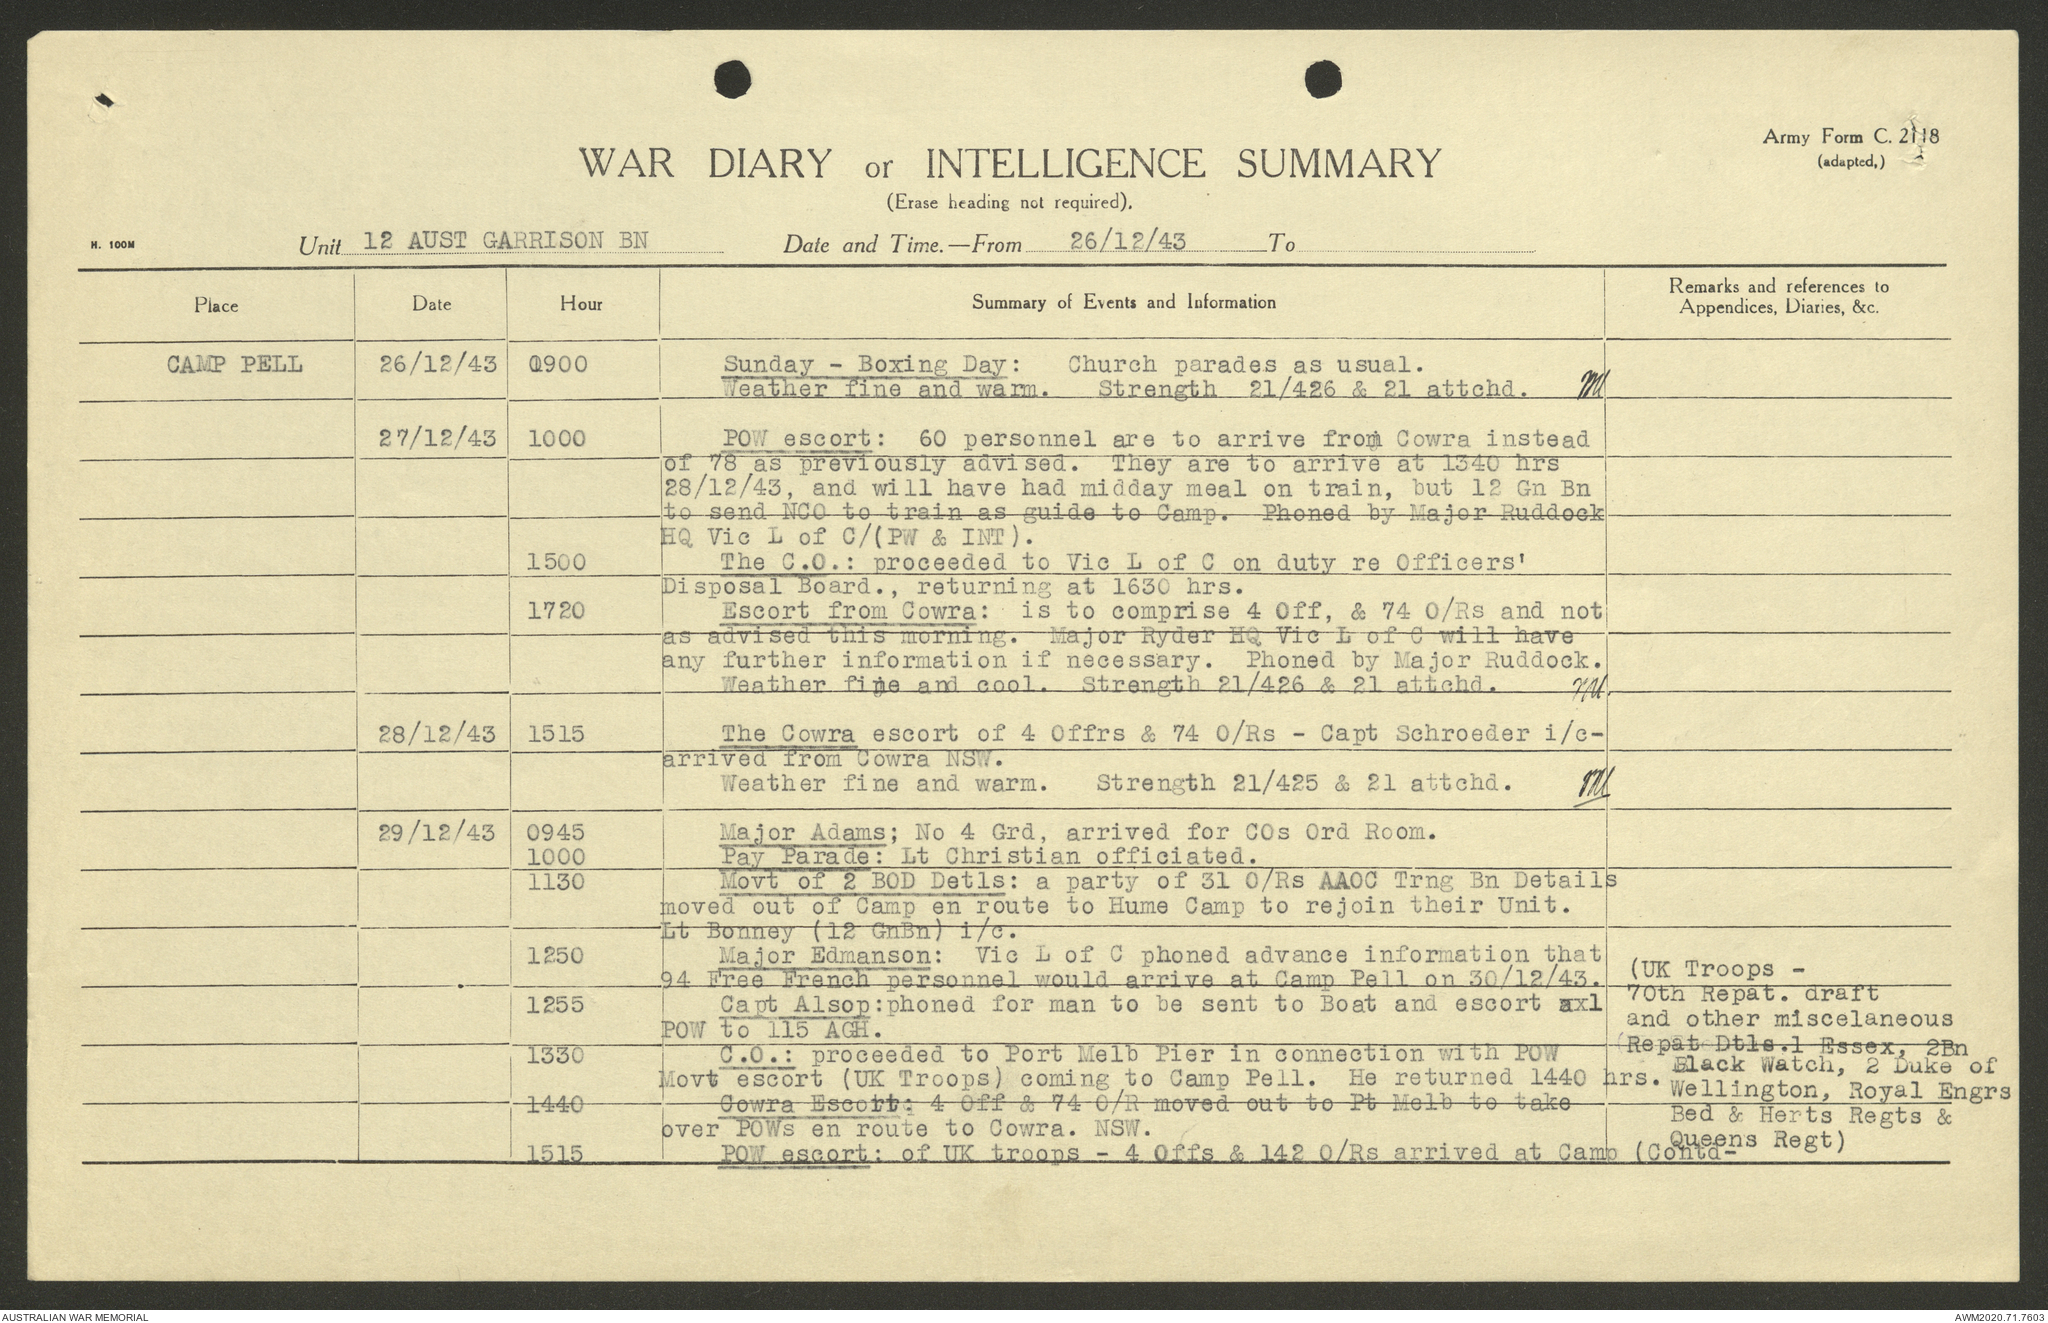 Army Form C. 2118
(adapted,)
WAR DIARY or INTELLIGENCE SUMMARY
(Erase heading not required).
H. 100M
Unit 12 AUST GARRISON BN Date and Time.—From 26/12/43 To
Place Date Hour Summary of Events and Information Remarks and references to Appendices, Diaries, &c.
CAMP PELL 26/12/43 0900 Sunday - Boxing Day: Church parades as usual.
Weather fine and warm. Strength 21/426 & 21 attchd.
27/12/43 1000 POW escort: 60 personnel are to arrive from Cowra instead
of 78 as previously advised. They are to arrive at 1340 hrs
28/12/43, and will have had midday meal on train, but 12 Gn Bn
to send NCO to train as guide to Camp. Phoned by Major Ruddock
HQ Vic L of C/(PW & INT).
1500 The C.O.: proceeded to Vic L of C on duty re Officers'
Disposal Board., returning at 1630 hrs.
1720 Escort from Cowra: is to comprise 4 Off, & 74 O/Rs and not
as advised this morning. Major Ryder HQ Vic L of C will have
any further information if necessary. Phoned by Major Ruddock.
Weather fine and cool. Strength 21/426 & 21 attchd.
28/12/43 1515 The Cowra escort of 4 Offrs & 74 O/Rs - Capt Schroeder i/c-
arrived from Cowra NSW.
Weather fine and warm. Strength 21/425 & 21 attchd.
29/12/43 0945 Major Adams; No 4 Grd, arrived for COs Ord Room.
1000 Pay Parade: Lt Christian officiated.
1130 Movt of 2 BOD Detls: a party of 31 O/Rs AAOC Trng Bn Details
moved out of Camp en route to Hume Camp to rejoin their Unit.
Lt Bonney (12 GnBn) i/c.
1250 Major Edmanson: Vic L of C phoned advance information that
94 Free French personnel would arrive at Camp Pell on 30/12/43.
1255 Capt Alsop:phoned for man to be sent to Boat and escort axl
POW to 115 AGH.
1330 C.O.: proceeded to Port Melb Pier in connection with POW
Movt escort (UK Troops) coming to Camp Pell. He returned 1440 hrs.
1440 Cowra Escort: 4 Off & 74 O/R moved out to Pt Melb to take
over POWs en route to Cowra. NSW.
1515 POW escort: of UK troops - 4 Offs & 142 O/Rs arrived at Camp (Contd-
(UK Troops -
70th Repat. draft
and other miscelaneous
(Repat Dtls.1 Essex, 2Bn
Black Watch, 2 Duke of
Wellington, Royal Engrs
Bed & Herts Regts &
Queens Regt)
AUSTRALIAN WAR MEMORIAL AWM2020.71.7603